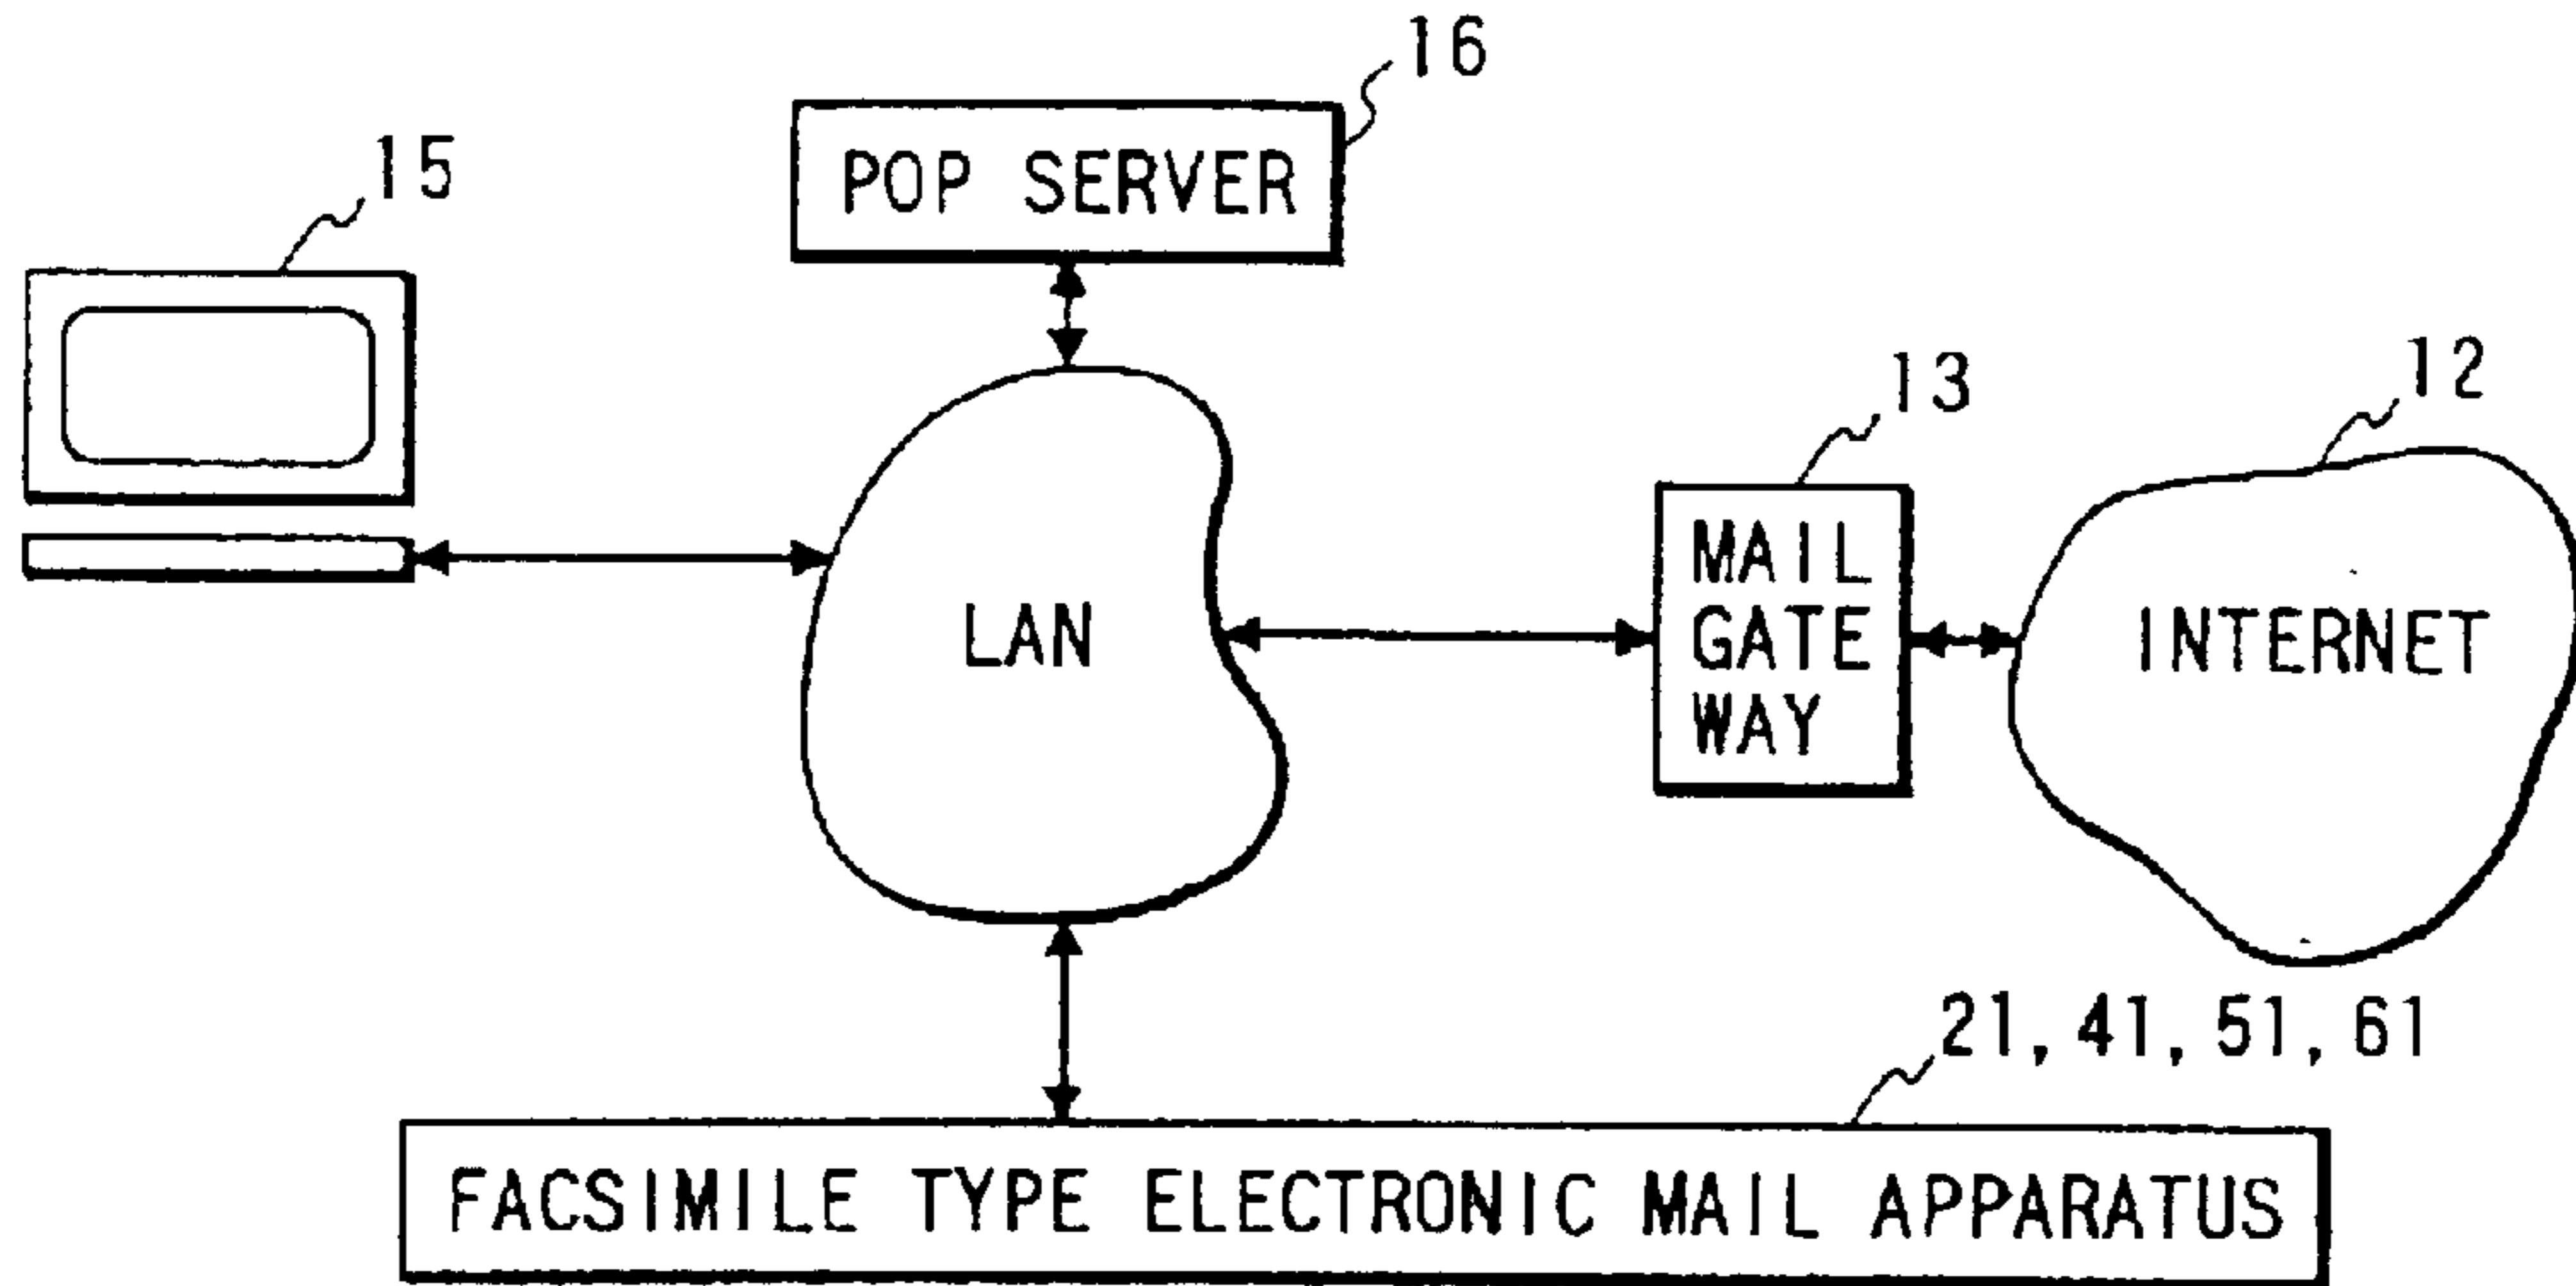 16
POP SERVER
15
13
12
MAIL
GATE
WAY
LAN
INTERNET
21, 41, 51, 61
FACSIMILE TYPE ELECTRONIC MAIL APPARATUS